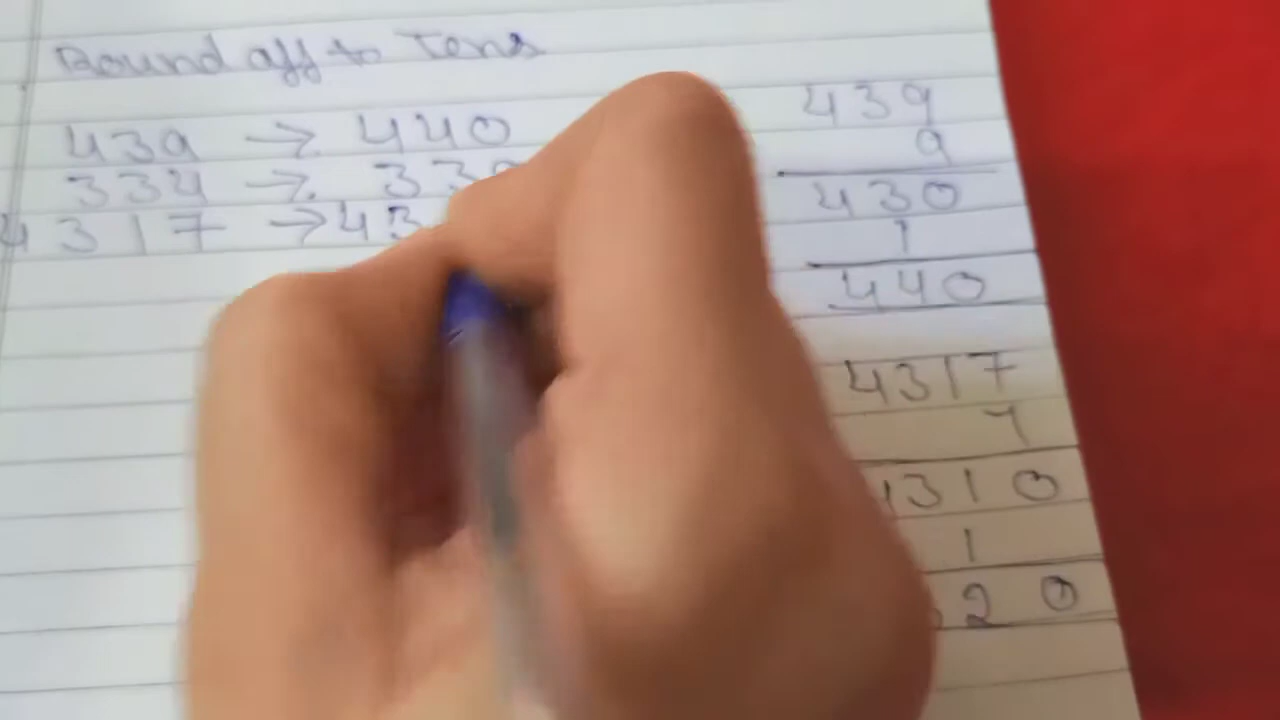 Round off to Tens
439 → 440
334 → 330
4317 → 43
439
9
430
1
440
4317
7
4310
1
20